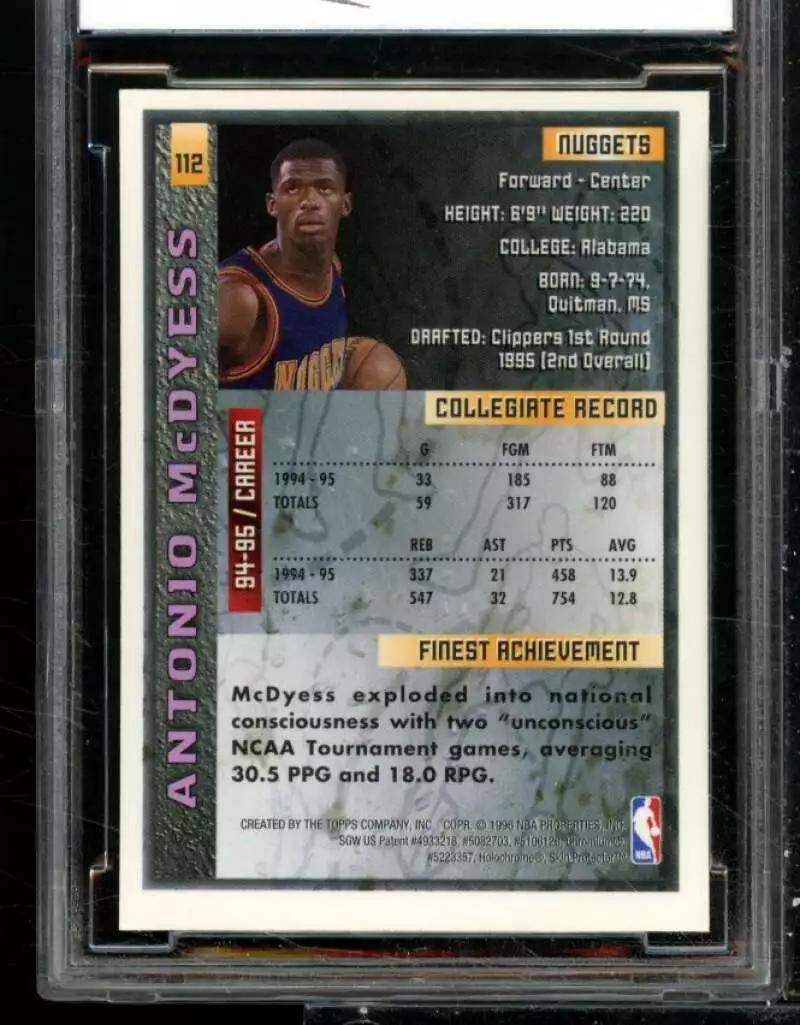 112
NUGGETS
Forward - Center
HEIGHT: 6'9" WEIGHT: 220
COLLEGE: Alabama
BORN: 9-7-74,
Quitman, MS
DRAFTED: Clippers 1st Round
1995 (2nd Overall)
ANTONIO McDYESS
COLLEGIATE RECORD
94-95 / CAREER
G FGM FTM
1994 - 95 33 185 88
TOTALS 59 317 120
REB AST PTS AVG
1994 - 95 337 21 458 13.9
TOTALS 547 32 754 12.8
FINEST ACHIEVEMENT
McDyess exploded into national
consciousness with two "unconscious"
NCAA Tournament games, averaging
30.5 PPG and 18.0 RPG.
CREATED BY THE TOPPS COMPANY, INC COPR. © 1996 NBA PROPERTIES, INC.
SGW US Patent #4933218, #5082703, #5106126, Chromium®,
#5223357, Holochrome®, Skin Protector™
NBA